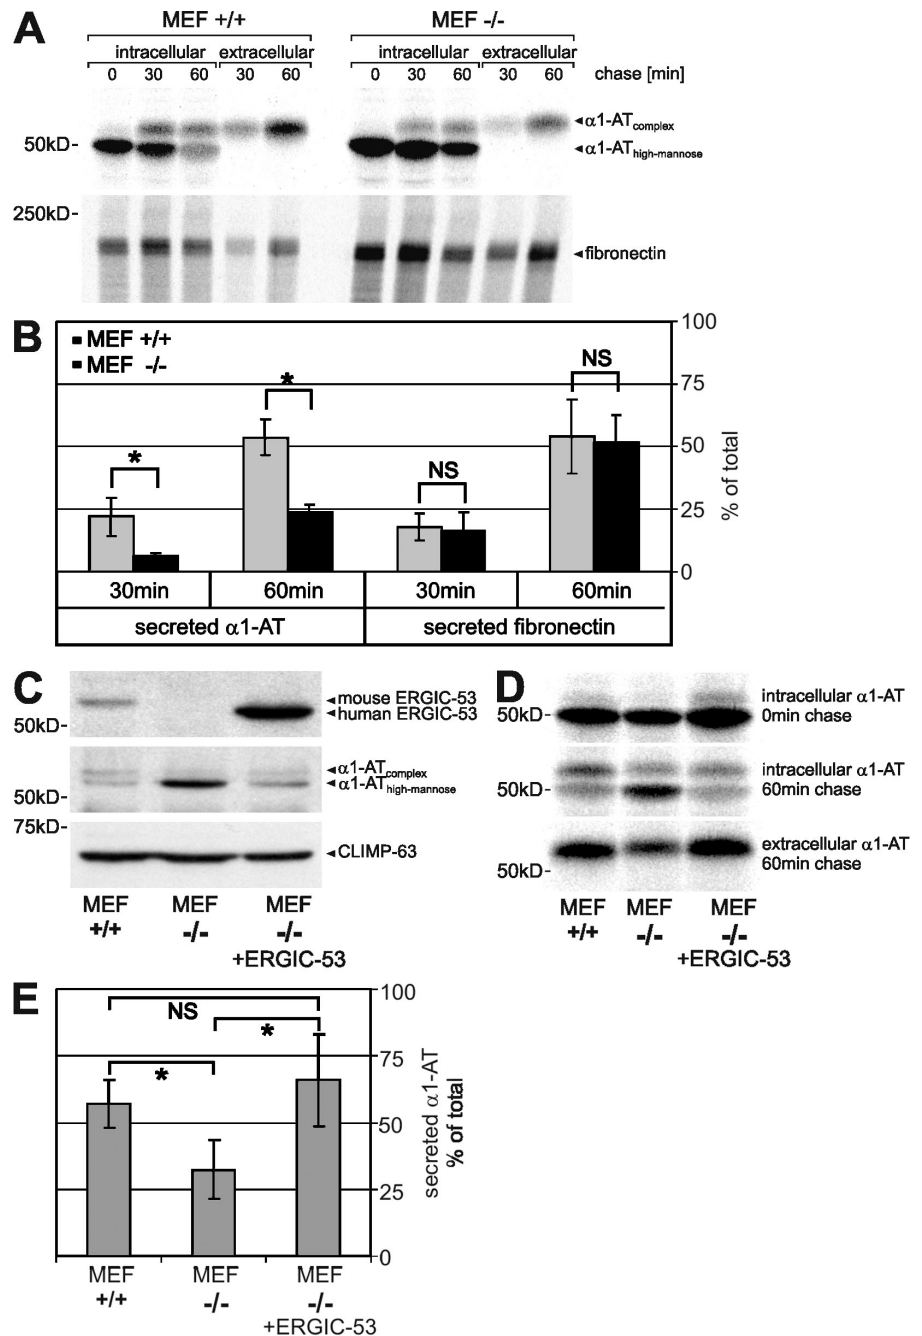 A
MEF +/+
MEF -/-
intracellular extracellular intracellular extracellular
0 30 60 30 60 0 30 60 30 60 chase [min]
α1-ATcomplex
50kD- α1-AThigh-mannose
250kD-
fibronectin
B
MEF +/+
MEF -/-
100
75
50
25
0
% of total
*
*
NS
NS
30min 60min 30min 60min
secreted α1-AT secreted fibronectin
C
mouse ERGIC-53
50kD- human ERGIC-53
α1-ATcomplex
50kD- α1-AThigh-mannose
75kD-
CLIMP-63
MEF MEF MEF
+/+ -/- -/-
+ERGIC-53
D
50kD- intracellular α1-AT
0min chase
50kD- intracellular α1-AT
60min chase
50kD- extracellular α1-AT
60min chase
MEF MEF MEF
+/+ -/- -/-
+ERGIC-53
E
100
75
50
25
0
secreted α1-AT
% of total
NS
*
*
MEF MEF MEF
+/+ -/- -/-
+ERGIC-53